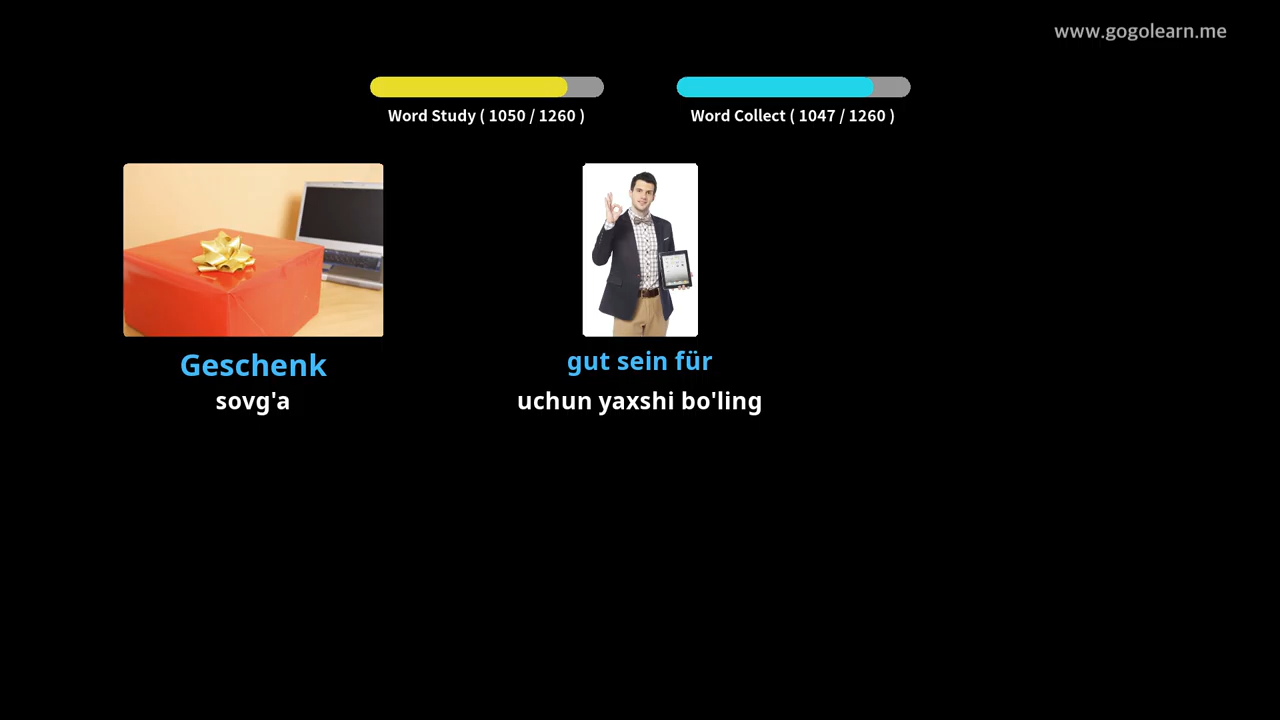 www.gogolearn.me
Word Study ( 1050 / 1260 )
Word Collect ( 1047 / 1260 )
Geschenk
sovg'a
gut sein für
uchun yaxshi bo'ling